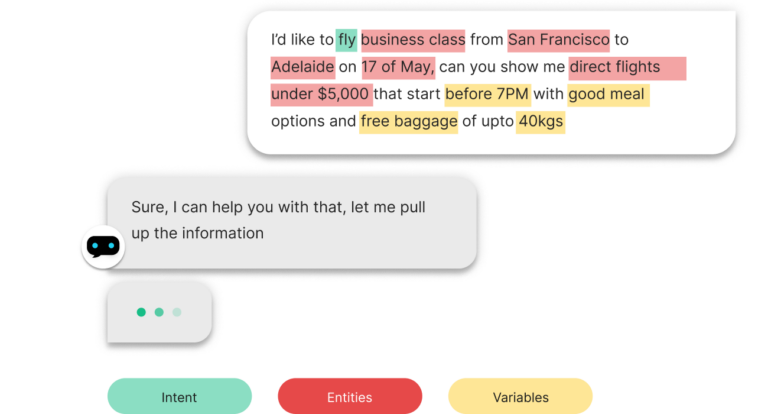 I'd like to fly business class from San Francisco to
Adelaide on 17 of May, can you show me direct flights
under $5,000 that start before 7PM with good meal
options and free baggage of upto 40kgs
Sure, I can help you with that, let me pull
up the information
Intent
Entities
Variables